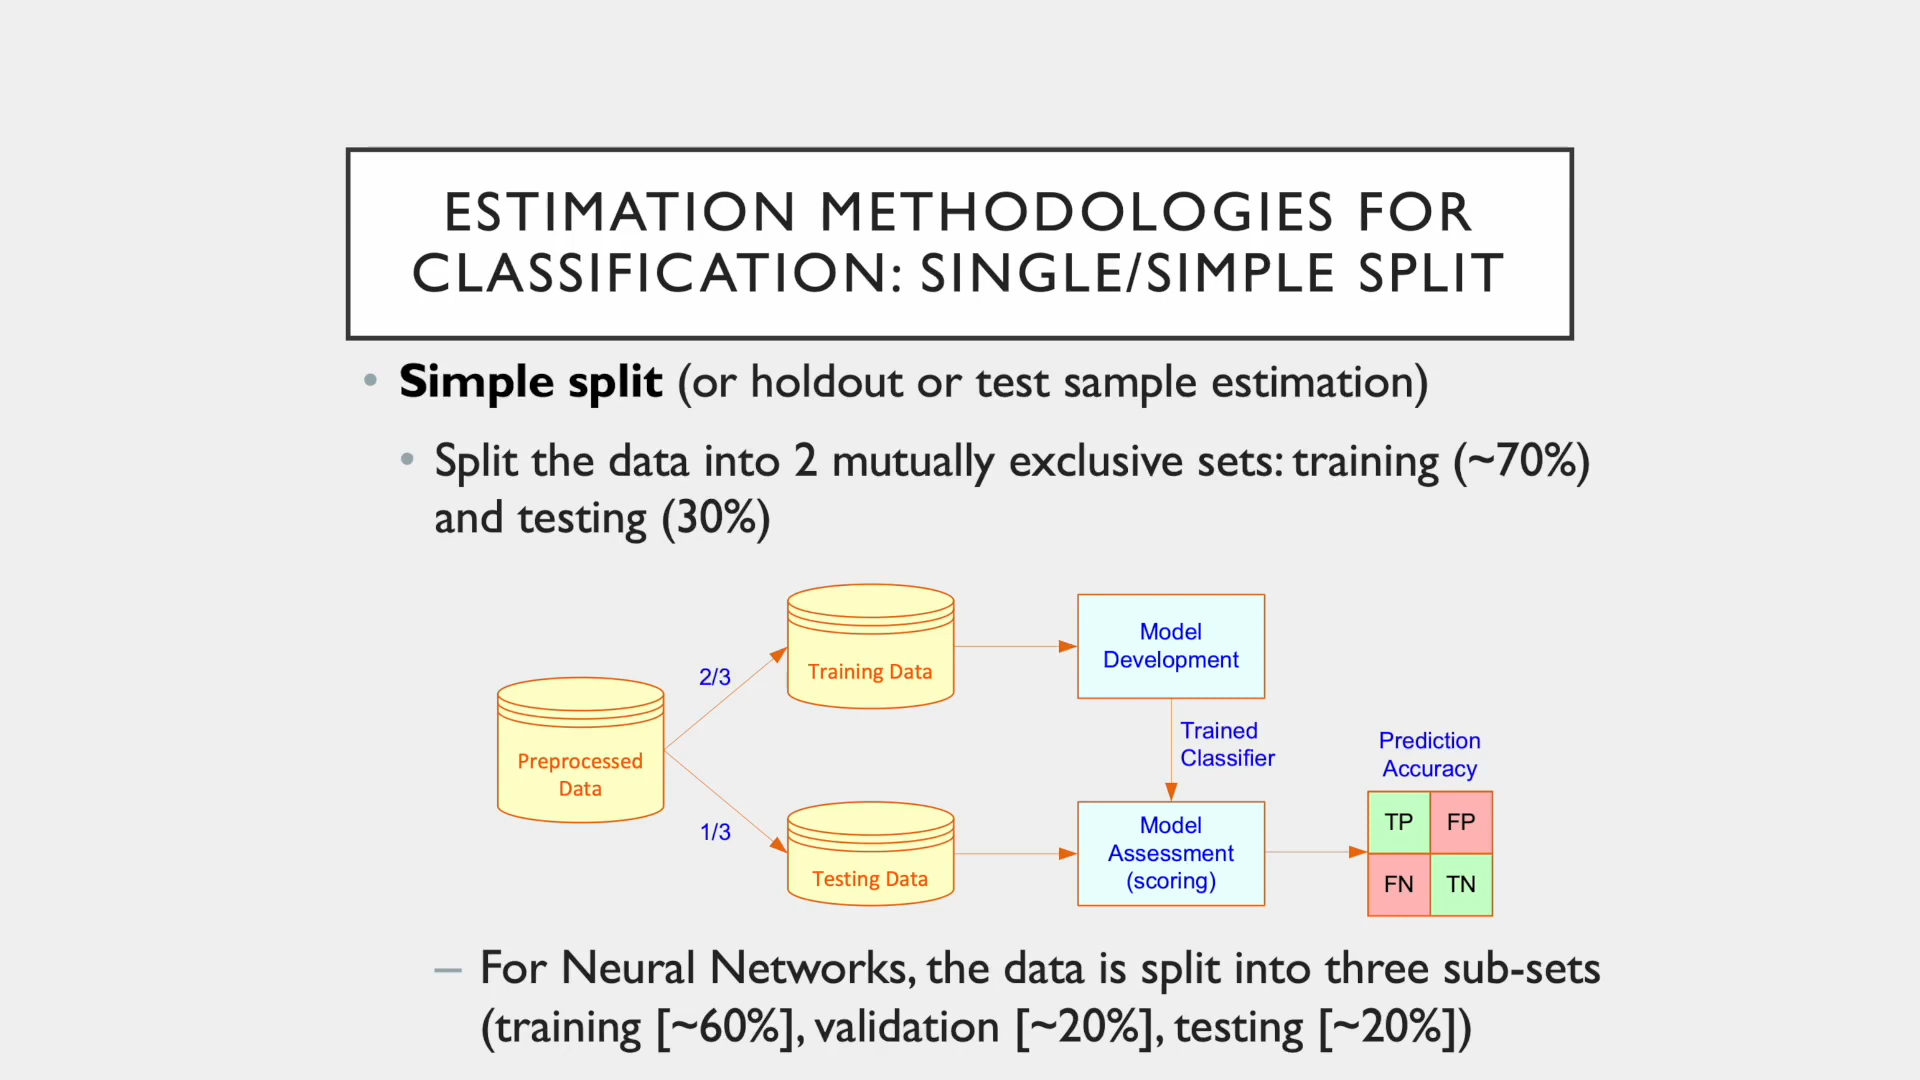 ESTIMATION METHODOLOGIES FOR
CLASSIFICATION: SINGLE/SIMPLE SPLIT
• Simple split (or holdout or test sample estimation)
• Split the data into 2 mutually exclusive sets: training (~70%)
and testing (30%)
Preprocessed
Data
2/3
1/3
Training Data
Testing Data
Model
Development
Trained
Classifier
Model
Assessment
(scoring)
Prediction
Accuracy
TP FP
FN TN
– For Neural Networks, the data is split into three sub-sets
(training [~60%], validation [~20%], testing [~20%])